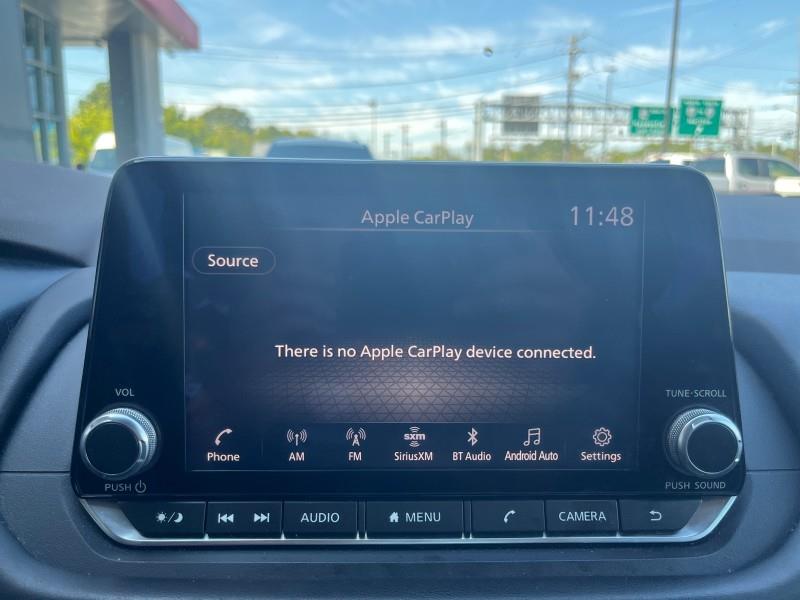 Apple CarPlay
11:48
Source
There is no Apple CarPlay device connected.
VOL
TUNE·SCROLL
sxm
Phone
AM
FM
SiriusXM
BT Audio
Android Auto
Settings
PUSH
PUSH SOUND
AUDIO
MENU
CAMERA